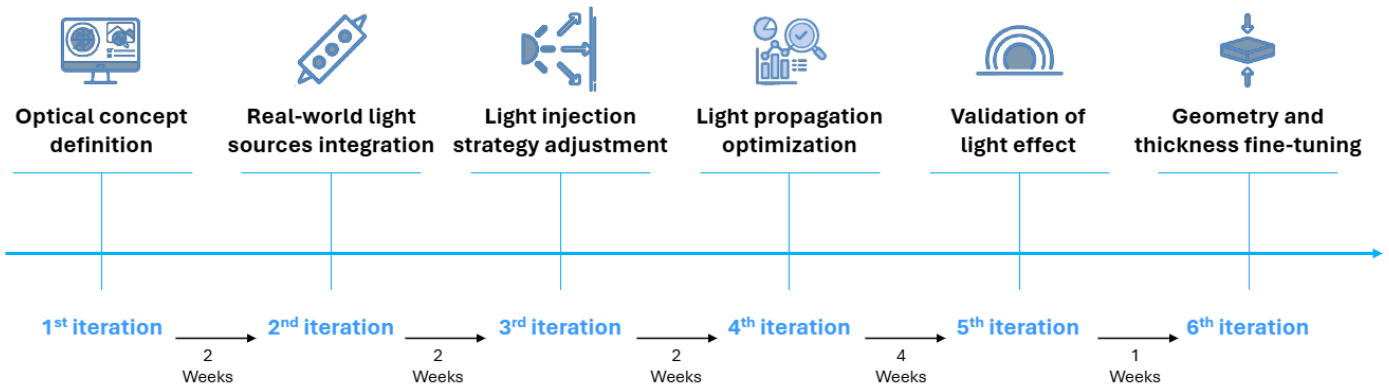 Optical concept
definition
Real-world light
sources integration
Light injection
strategy adjustment
Light propagation
optimization
Validation of
light effect
Geometry and
thickness fine-tuning
1st iteration
2nd iteration
3rd iteration
4th iteration
5th iteration
6th iteration
2
Weeks
2
Weeks
2
Weeks
4
Weeks
1
Weeks